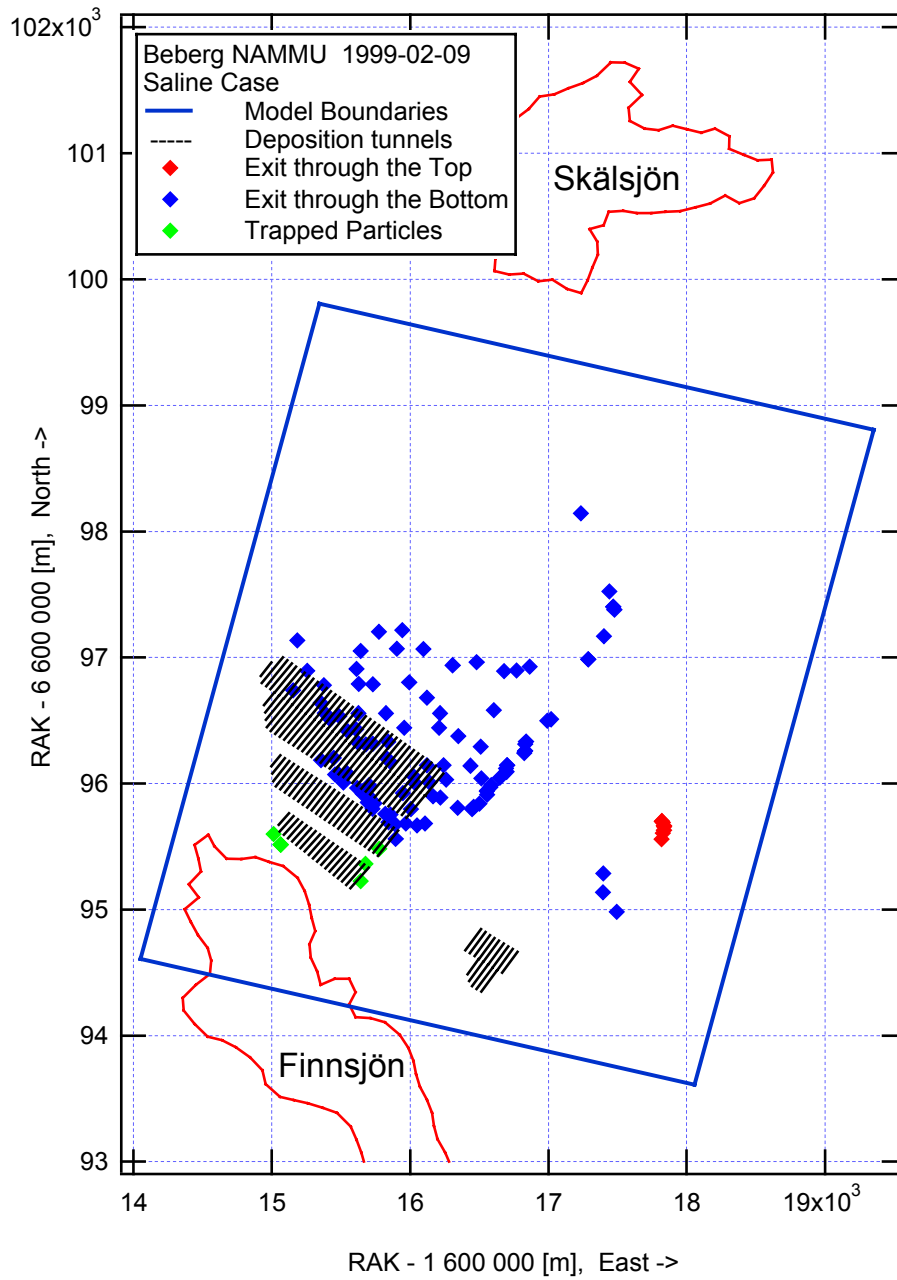 102x10³
Beberg NAMMU 1999-02-09
Saline Case
Model Boundaries
Deposition tunnels
Exit through the Top
Exit through the Bottom
Trapped Particles
101
Skälsjön
100
99
98
97
96
95
94
93
RAK - 6 600 000 [m], North ->
Finnsjön
14 15 16 17 18 19x10³
RAK - 1 600 000 [m], East ->